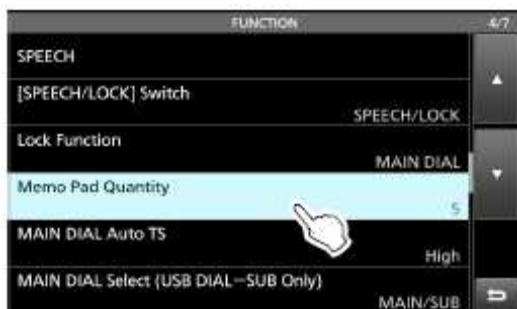 FUNCTION 4/7
SPEECH
[SPEECH/LOCK] Switch
SPEECH/LOCK
Lock Function
MAIN DIAL
Memo Pad Quantity
5
MAIN DIAL Auto TS
High
MAIN DIAL Select (USB DIAL−SUB Only)
MAIN/SUB